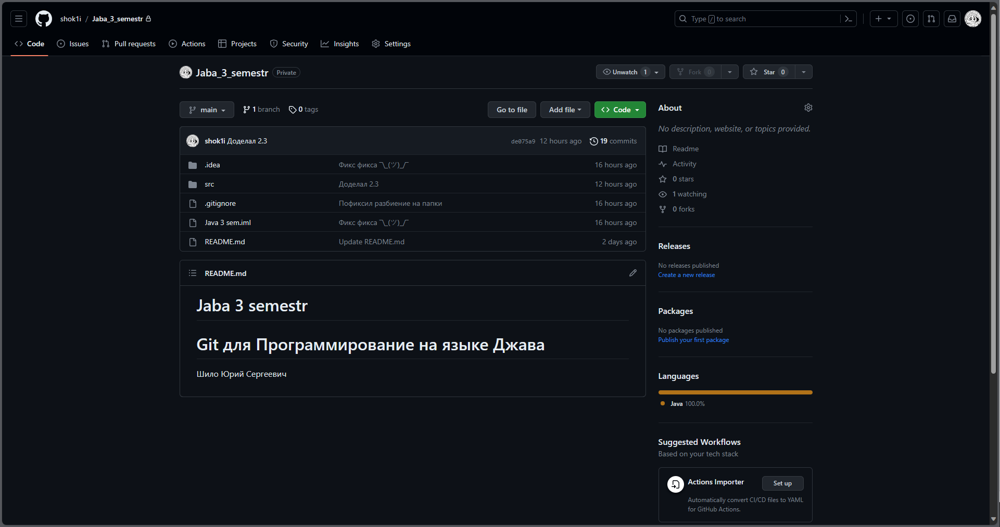 shok1i / Jaba_3_semestr
Type / to search
Code Issues Pull requests Actions Projects Security Insights Settings
Jaba_3_semestr Private
Unwatch 1 Fork 0 Star 0
main 1 branch 0 tags
Go to file Add file Code
shok1i Доделал 2.3 de075a9 12 hours ago 19 commits
.idea Фикс фикса ¯\_(ツ)_/¯ 16 hours ago
src Доделал 2.3 12 hours ago
.gitignore Пофиксил разбиение на папки 16 hours ago
Java 3 sem.iml Фикс фикса ¯\_(ツ)_/¯ 16 hours ago
README.md Update README.md 2 days ago
README.md
Jaba 3 semestr
Git для Программирование на языке Джава
Шило Юрий Сергеевич
About
No description, website, or topics provided.
Readme
Activity
0 stars
1 watching
0 forks
Releases
No releases published
Create a new release
Packages
No packages published
Publish your first package
Languages
Java 100.0%
Suggested Workflows
Based on your tech stack
Actions Importer Set up
Automatically convert CI/CD files to YAML
for GitHub Actions.